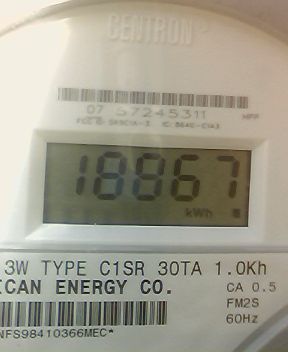 CENTRON®
07 57245311
18867
kWh
3W TYPE C1SR 30TA 1.0Kh
ICAN ENERGY CO. CA 0.5
FM2S
NFS98410366MEC* 60Hz